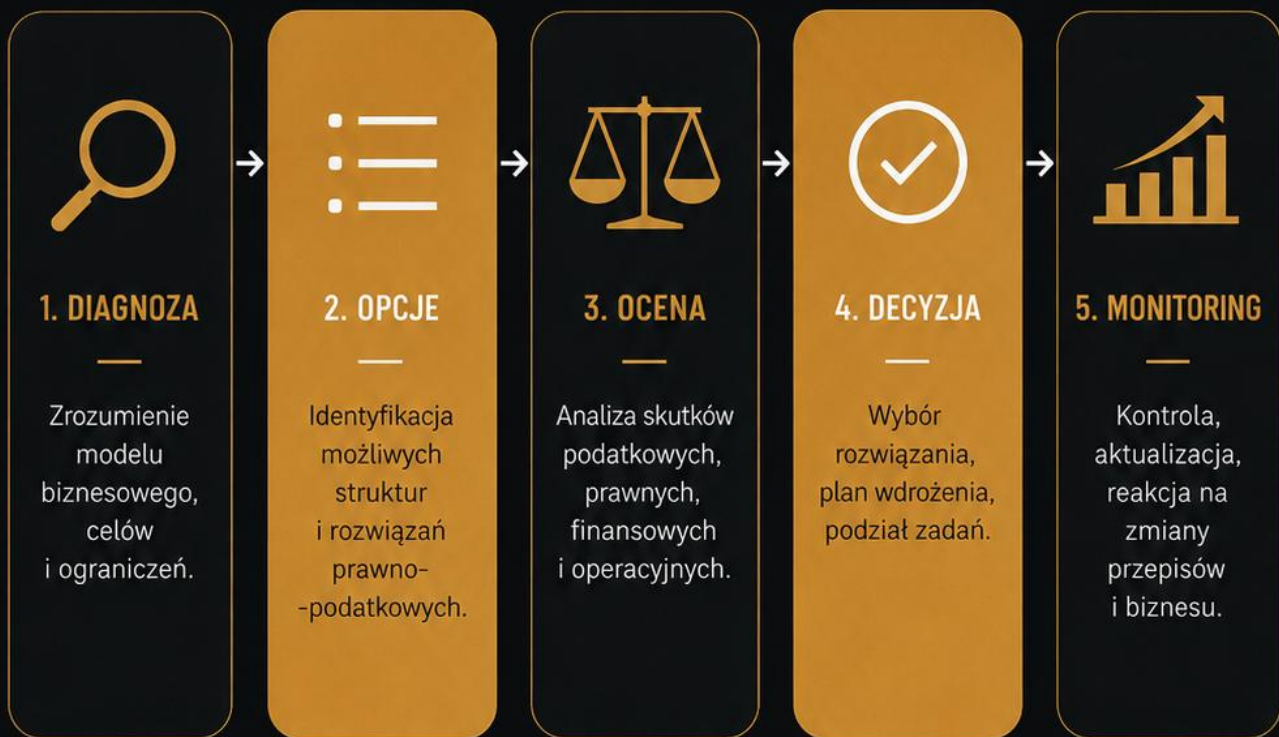 1. DIAGNOZA
Zrozumienie
modelu
biznesowego,
celów
i ograniczeń.
2. OPCJE
Identyfikacja
możliwych
struktur
i rozwiązań
prawno-
-podatkowych.
3. OCENA
Analiza skutków
podatkowych,
prawnych,
finansowych
i operacyjnych.
4. DECYZJA
Wybór
rozwiązania,
plan wdrożenia,
podział zadań.
5. MONITORING
Kontrola,
aktualizacja,
reakcja na
zmiany
przepisów
i biznesu.